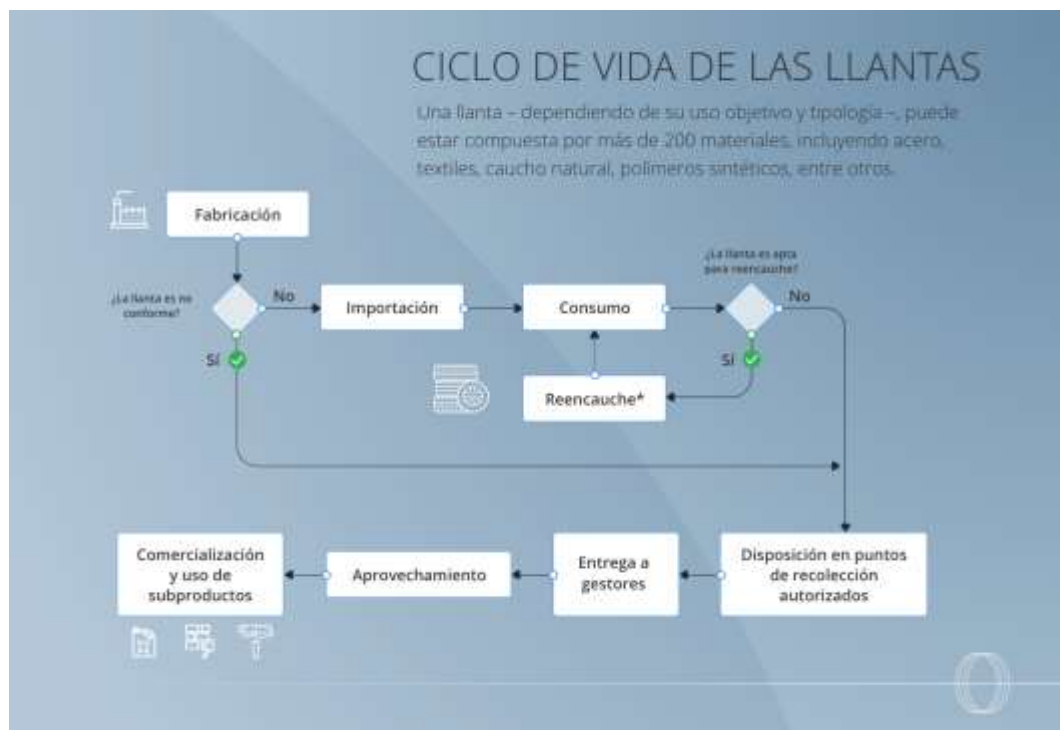 CICLO DE VIDA DE LAS LLANTAS
Una llanta – dependiendo de su uso objetivo y tipología –, puede
estar compuesta por más de 200 materiales, incluyendo acero,
textiles, caucho natural, polímeros sintéticos, entre otros.
Fabricación
¿La llanta es no
conforme?
No
Sí
Importación
Consumo
¿La llanta es apta
para reencauche?
No
Sí
Reencauche*
Disposición en puntos
de recolección
autorizados
Entrega a
gestores
Aprovechamiento
Comercialización
y uso de
subproductos